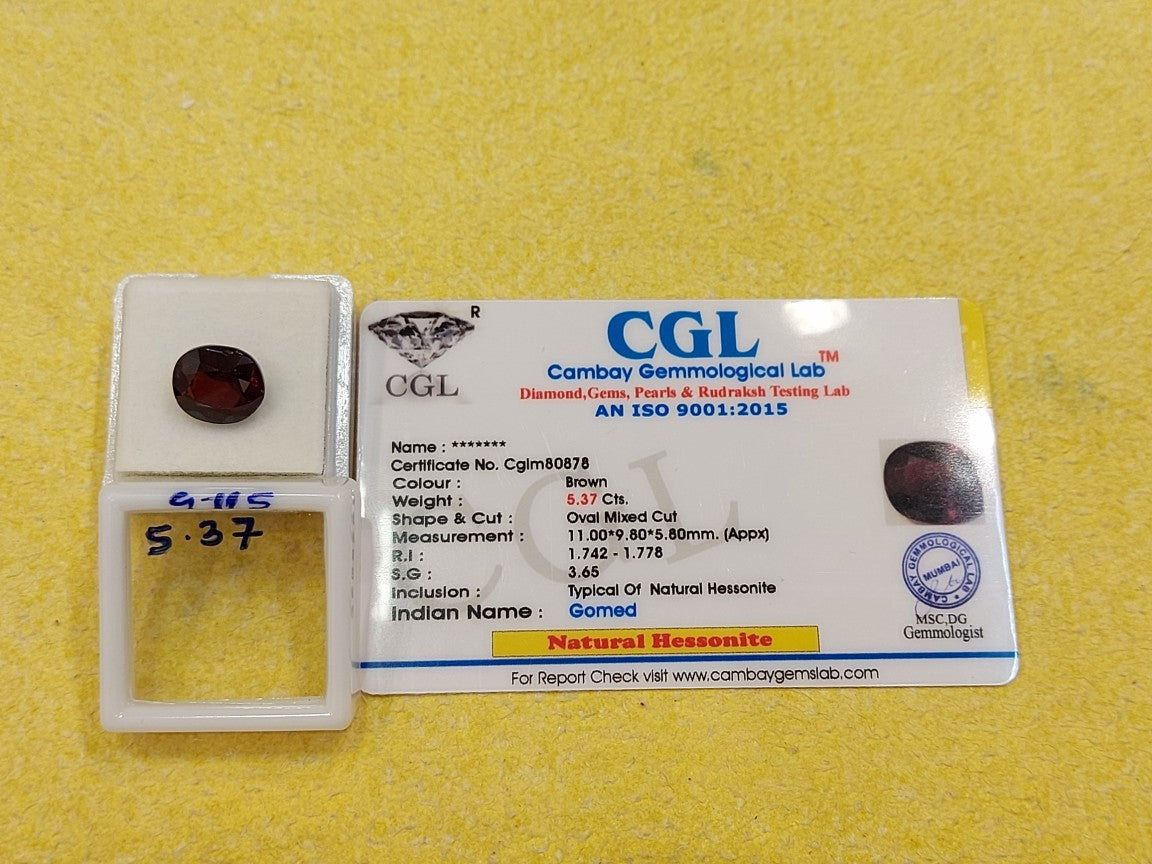 G-115
5.37
R
CGL
CGL
Cambay Gemmological Lab TM
Diamond,Gems, Pearls & Rudraksh Testing Lab
AN ISO 9001:2015
Name : *******
Certificate No. Cglm80878
Colour : Brown
Weight : 5.37 Cts.
Shape & Cut : Oval Mixed Cut
Measurement : 11.00*9.80*5.80mm. (Appx)
R.I : 1.742 - 1.778
S.G : 3.65
Inclusion : Typical Of Natural Hessonite
Indian Name : Gomed
Natural Hessonite
For Report Check visit www.cambaygemslab.com
CAMBAY GEMMOLOGICAL LAB
MUMBAI
MSC,DG
Gemmologist
CGL